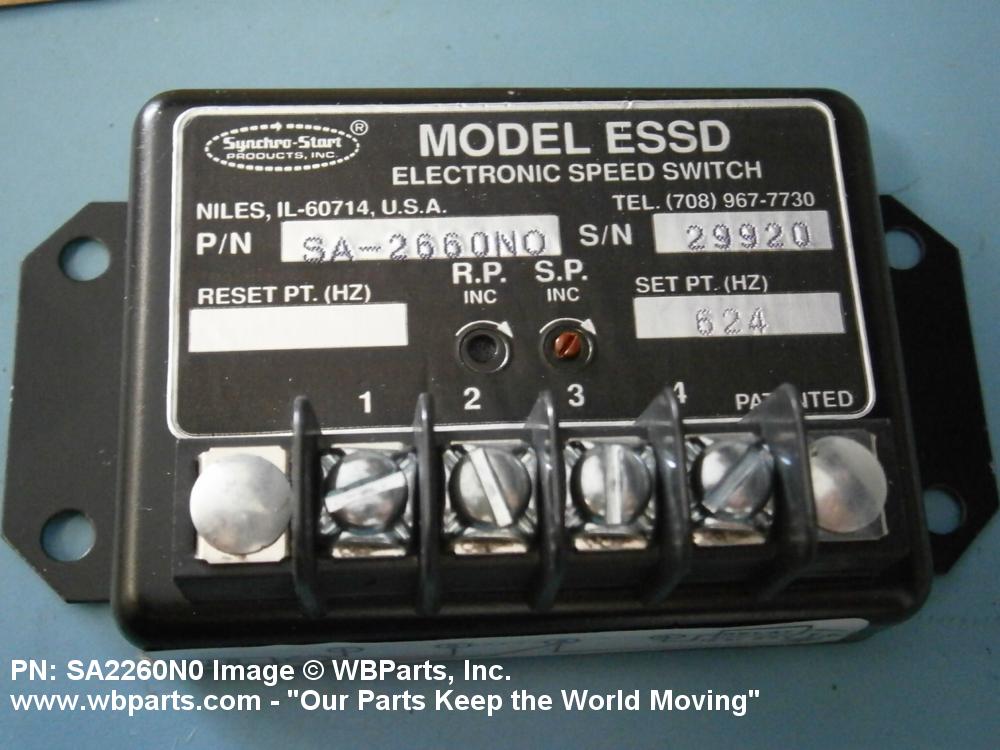 Synchro-Start ®
PRODUCTS, INC.
MODEL ESSD
ELECTRONIC SPEED SWITCH
NILES, IL-60714, U.S.A.
TEL. (708) 967-7730
P/N SA-2660NO S/N 29920
R.P. S.P.
INC INC
RESET PT. (HZ)
SET PT. (HZ)
624
1 2 3 4
PATENTED
PN: SA2260N0 Image © WBParts, Inc.
www.wbparts.com - "Our Parts Keep the World Moving"